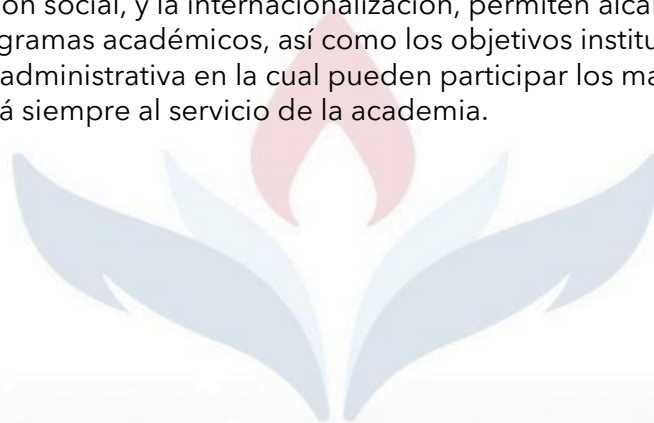 ón social, y la internacionalización, permiten alca
gramas académicos, así como los objetivos institu
administrativa en la cual pueden participar los ma
á siempre al servicio de la academia.